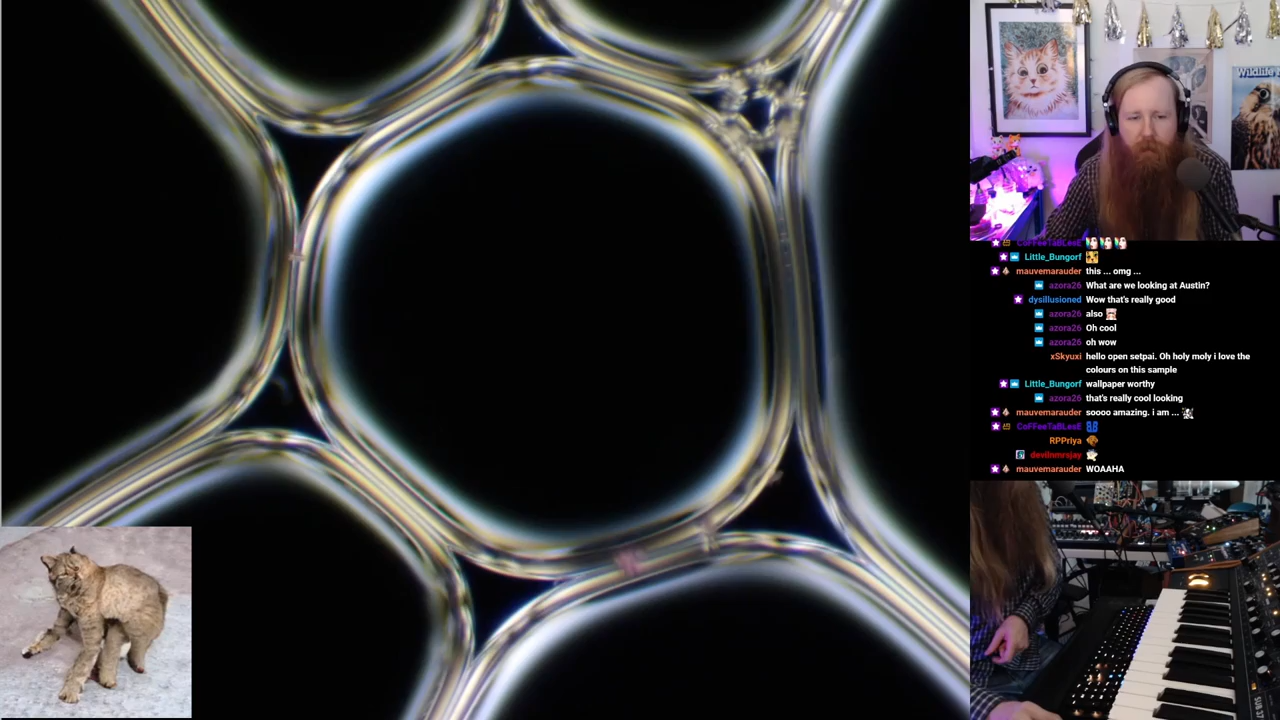 Wildlife
CoFFeeTaBLesE
Little_Bungorf
mauvemarauder this ... omg ...
azora26 What are we looking at Austin?
dysillusioned Wow that's really good
azora26 also
azora26 Oh cool
azora26 oh wow
xSkyuxi hello open setpai. Oh holy moly i love the
colours on this sample
Little_Bungorf wallpaper worthy
azora26 that's really cool looking
mauvemarauder soooo amazing. i am ...
CoFFeeTaBLesE
RPPriya
devilnmrsjay
mauvemarauder WOAAHA